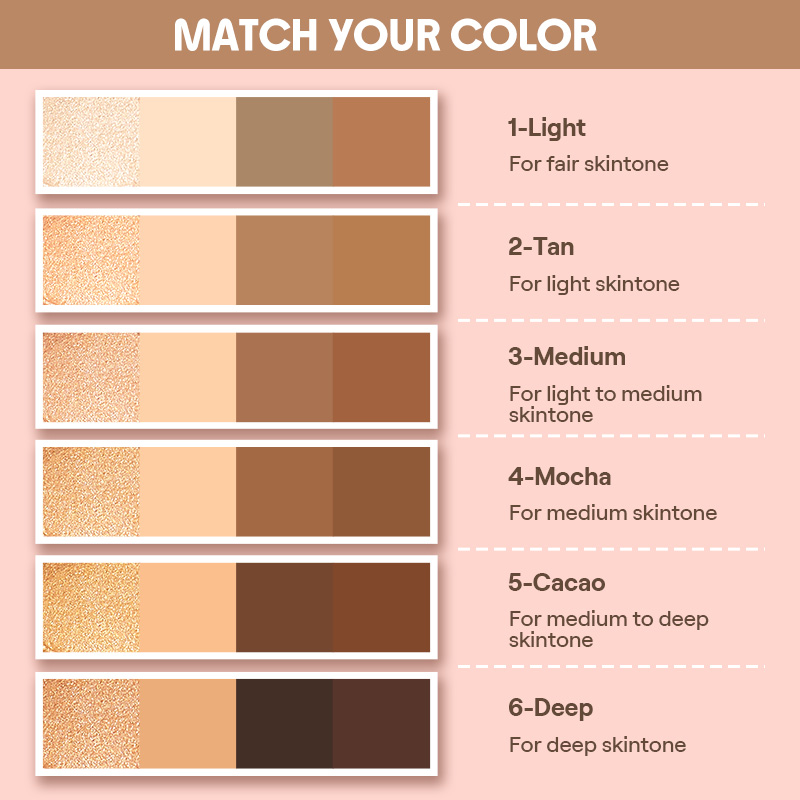 MATCH YOUR COLOR
1-Light
For fair skintone
2-Tan
For light skintone
3-Medium
For light to medium
skintone
4-Mocha
For medium skintone
5-Cacao
For medium to deep
skintone
6-Deep
For deep skintone